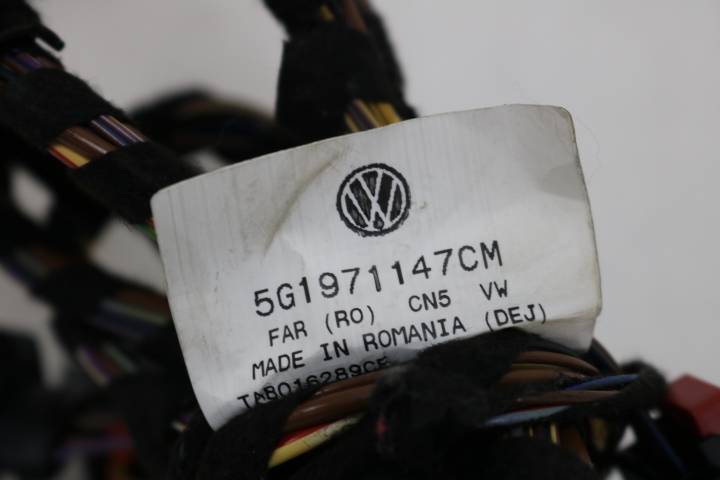 5G1971147CM
FAR (RO) CN5 VW
MADE IN ROMANIA (DEJ)